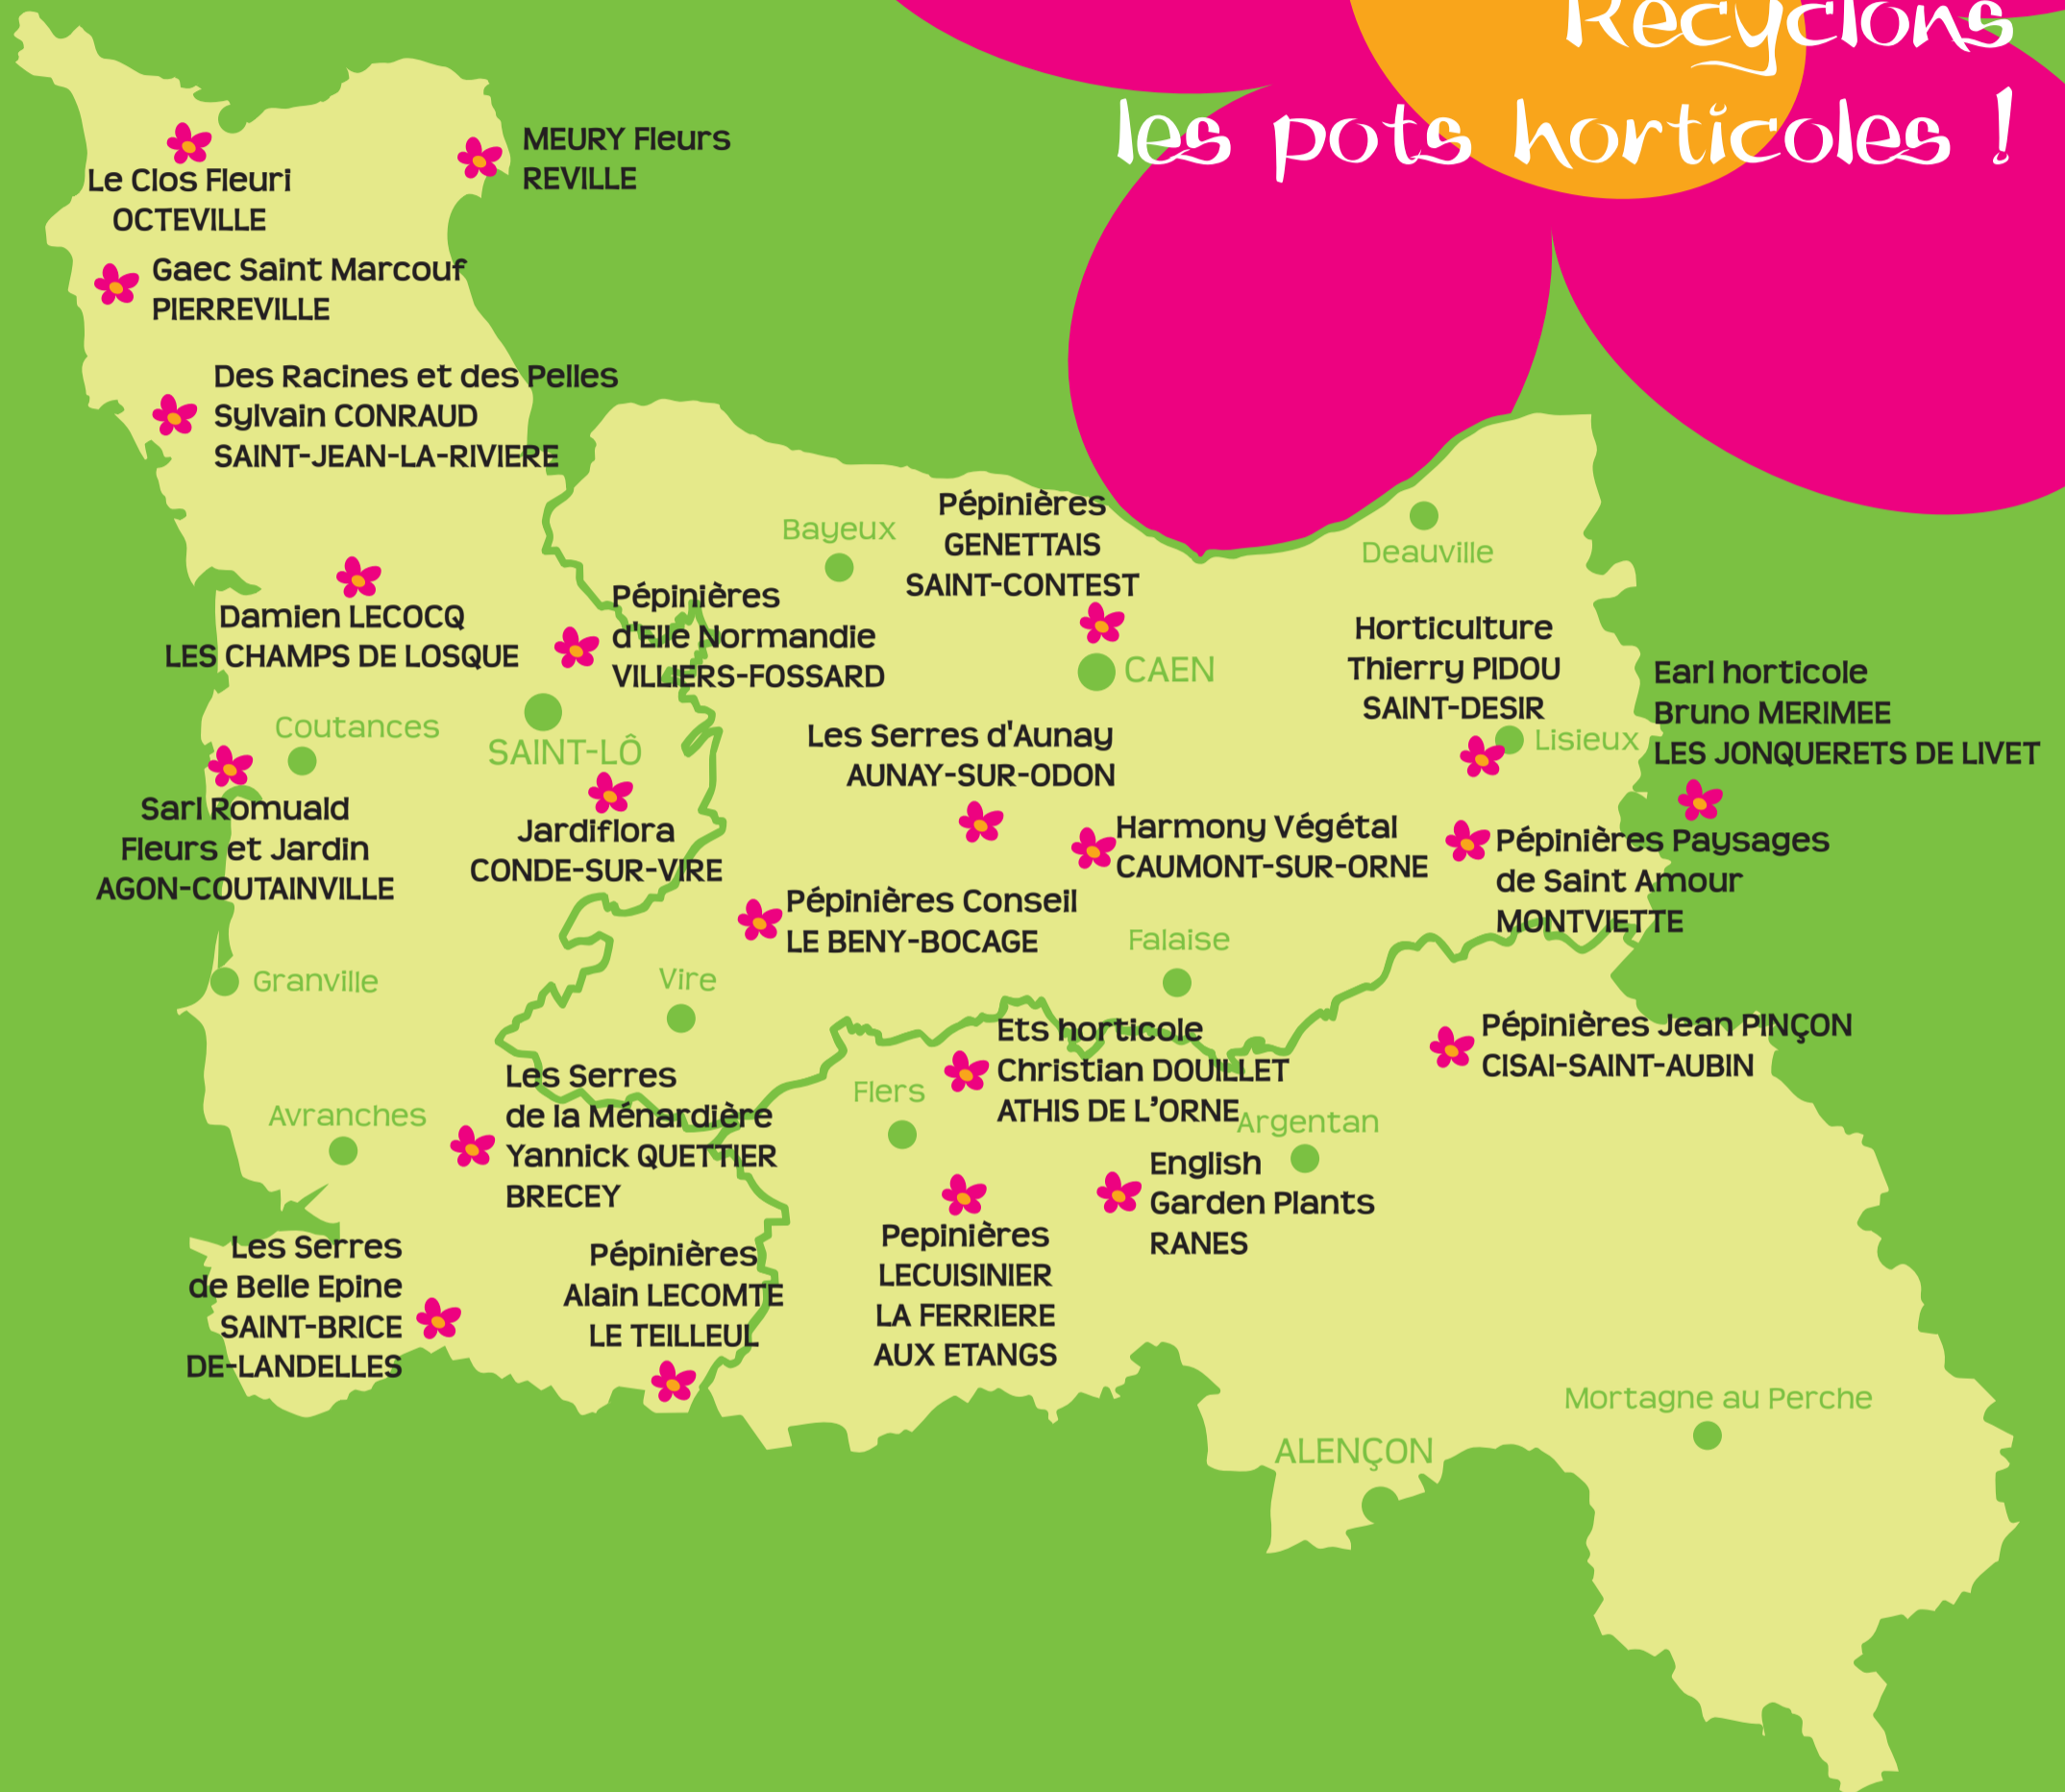 Recyclons
les pots horticoles !
MEURY Fleurs
REVILLE
Le Clos Fleuri
OCTEVILLE
Gaec Saint Marcouf
PIERREVILLE
Des Racines et des Pelles
Sylvain CONRAUD
SAINT-JEAN-LA-RIVIERE
Bayeux
Pépinières
GENETTAIS
SAINT-CONTEST
Deauville
Damien LECOCQ
LES CHAMPS DE LOSQUE
Pépinières
d'Elle Normandie
VILLIERS-FOSSARD
CAEN
Horticulture
Thierry PIDOU
SAINT-DESIR
Lisieux
Earl horticole
Bruno MERIMEE
LES JONQUERETS DE LIVET
Coutances
SAINT-LÔ
Les Serres d'Aunay
AUNAY-SUR-ODON
Sarl Romuald
Fleurs et Jardin
AGON-COUTAINVILLE
Jardiflora
CONDE-SUR-VIRE
Harmony Végétal
CAUMONT-SUR-ORNE
Pépinières Paysages
de Saint Amour
MONTVIETTE
Pépinières Conseil
LE BENY-BOCAGE
Falaise
Granville
Vire
Ets horticole
Christian DOUILLET
ATHIS DE L’ORNE
Pépinières Jean PINÇON
CISAI-SAINT-AUBIN
Flers
Argentan
Avranches
Les Serres
de la Ménardière
Yannick QUETTIER
BRECEY
English
Garden Plants
RANES
Les Serres
de Belle Epine
SAINT-BRICE
DE-LANDELLES
Pépinières
Alain LECOMTE
LE TEILLEUL
Pepinières
LECUISINIER
LA FERRIERE
AUX ETANGS
Mortagne au Perche
ALENÇON